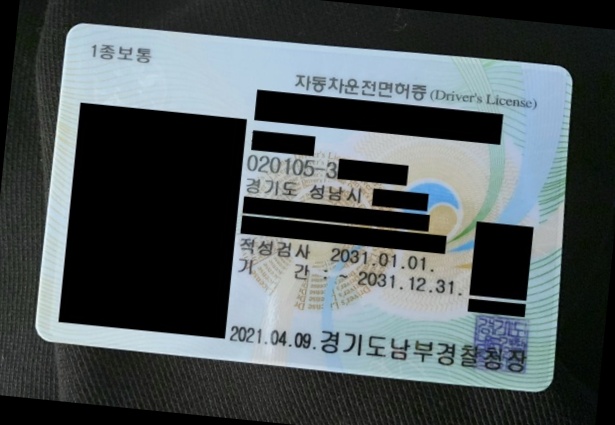 1종보통
자동차운전면허증 (Driver's License)
020105-3
경기도 성남시
적성검사 2031.01.01.
기 간 : ~ 2031.12.31.
2021.04.09. 경기도남부경찰청장